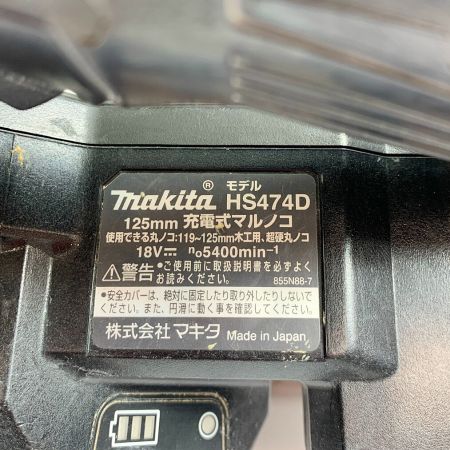 makita® モデル HS474D
125mm 充電式マルノコ
使用できる丸ノコ:119~125mm木工用、超硬丸ノコ
18V⎓ n₀5400min⁻¹
⚠警告 •ご使用前に取扱説明書を必ずよく
お読みください。 855N88-7
•安全カバーは、絶対に固定したり取り外したりしないで
ください。また、円滑に動く事を確認してください。
株式会社マキタ Made in Japan